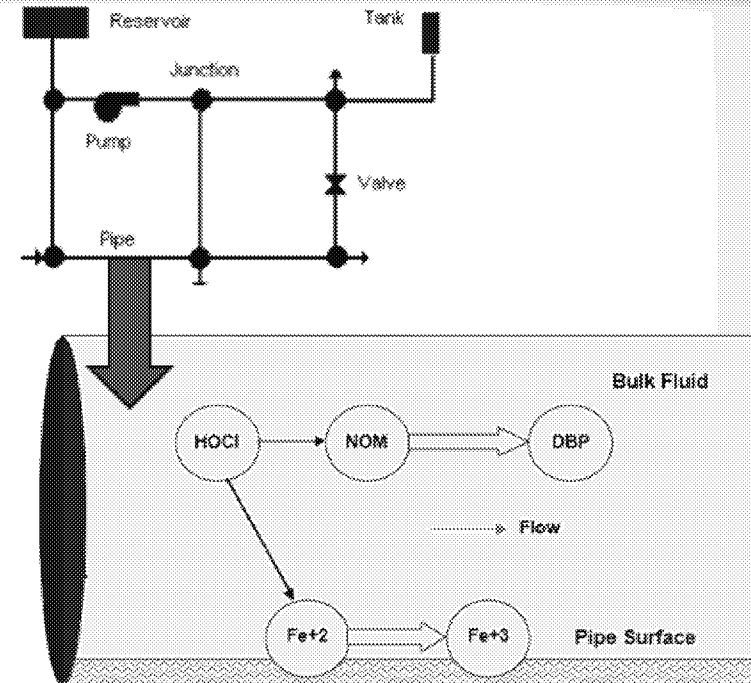 Reservoir
Tank
Junction
Pump
Valve
Pipe
Bulk Fluid
HOCl
NOM
DBP
Flow
Fe+2
Fe+3
Pipe Surface